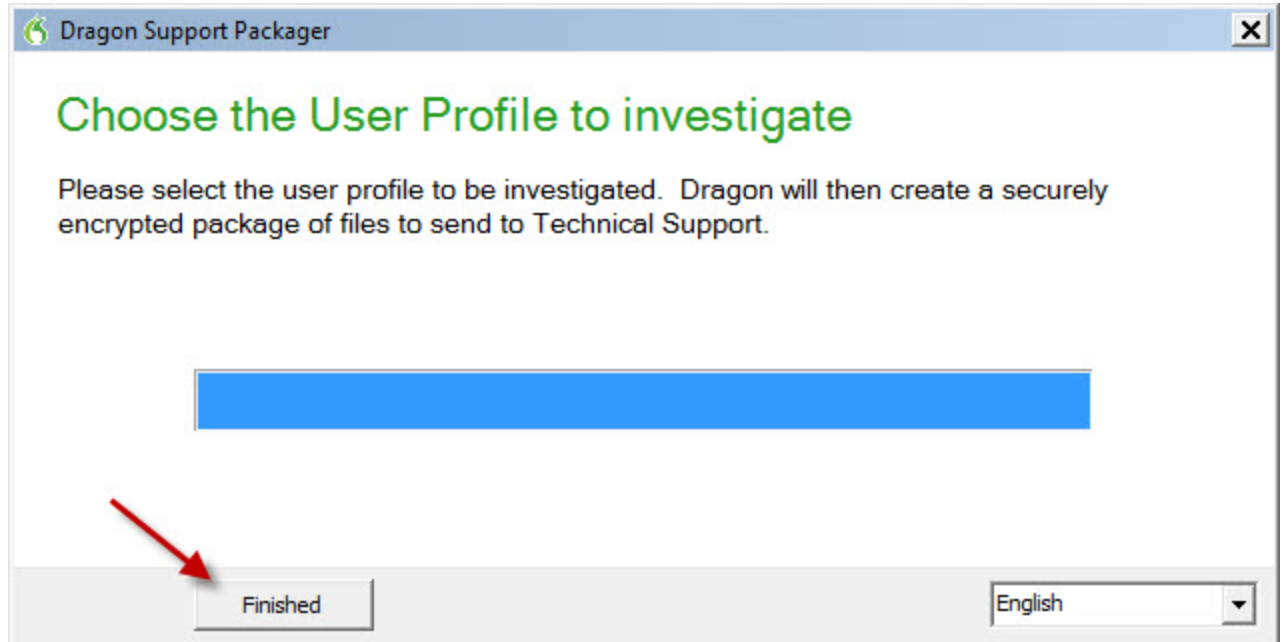 Dragon Support Packager
Choose the User Profile to investigate
Please select the user profile to be investigated.  Dragon will then create a securely
encrypted package of files to send to Technical Support.
Finished
English